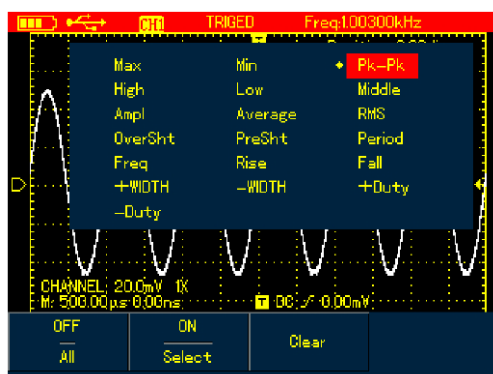 CH1 TRIGED Freq:1.00300kHz
Max Min Pk-Pk
High Low Middle
Ampl Average RMS
OverSht PreSht Period
Freq Rise Fall
+WIDTH -WIDTH +Duty
-Duty
CHANNEL 20.0mV 1X
M: 500.00µs 0.00ns T DC 0.00mV
OFF ON Clear
All Select